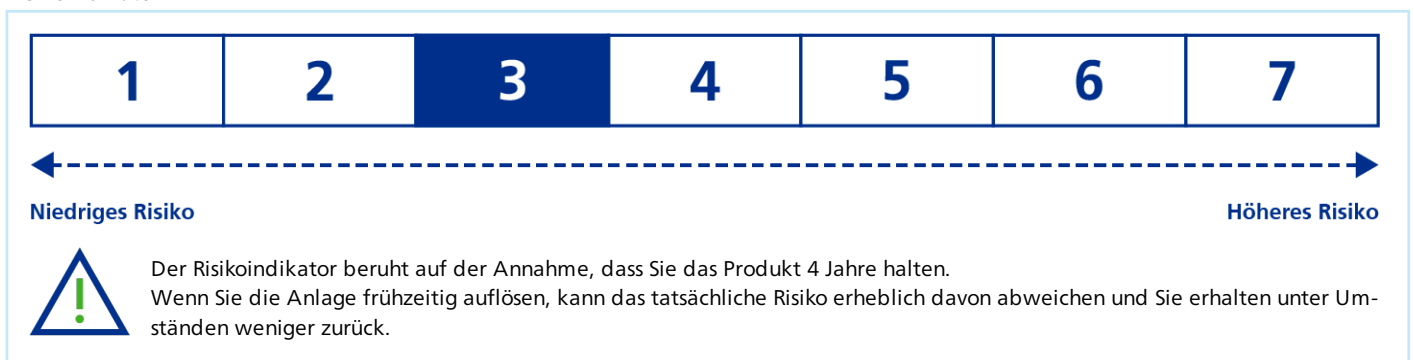 1 2 3 4 5 6 7
Niedriges Risiko Höheres Risiko
Der Risikoindikator beruht auf der Annahme, dass Sie das Produkt 4 Jahre halten.
Wenn Sie die Anlage frühzeitig auflösen, kann das tatsächliche Risiko erheblich davon abweichen und Sie erhalten unter Um-
ständen weniger zurück.